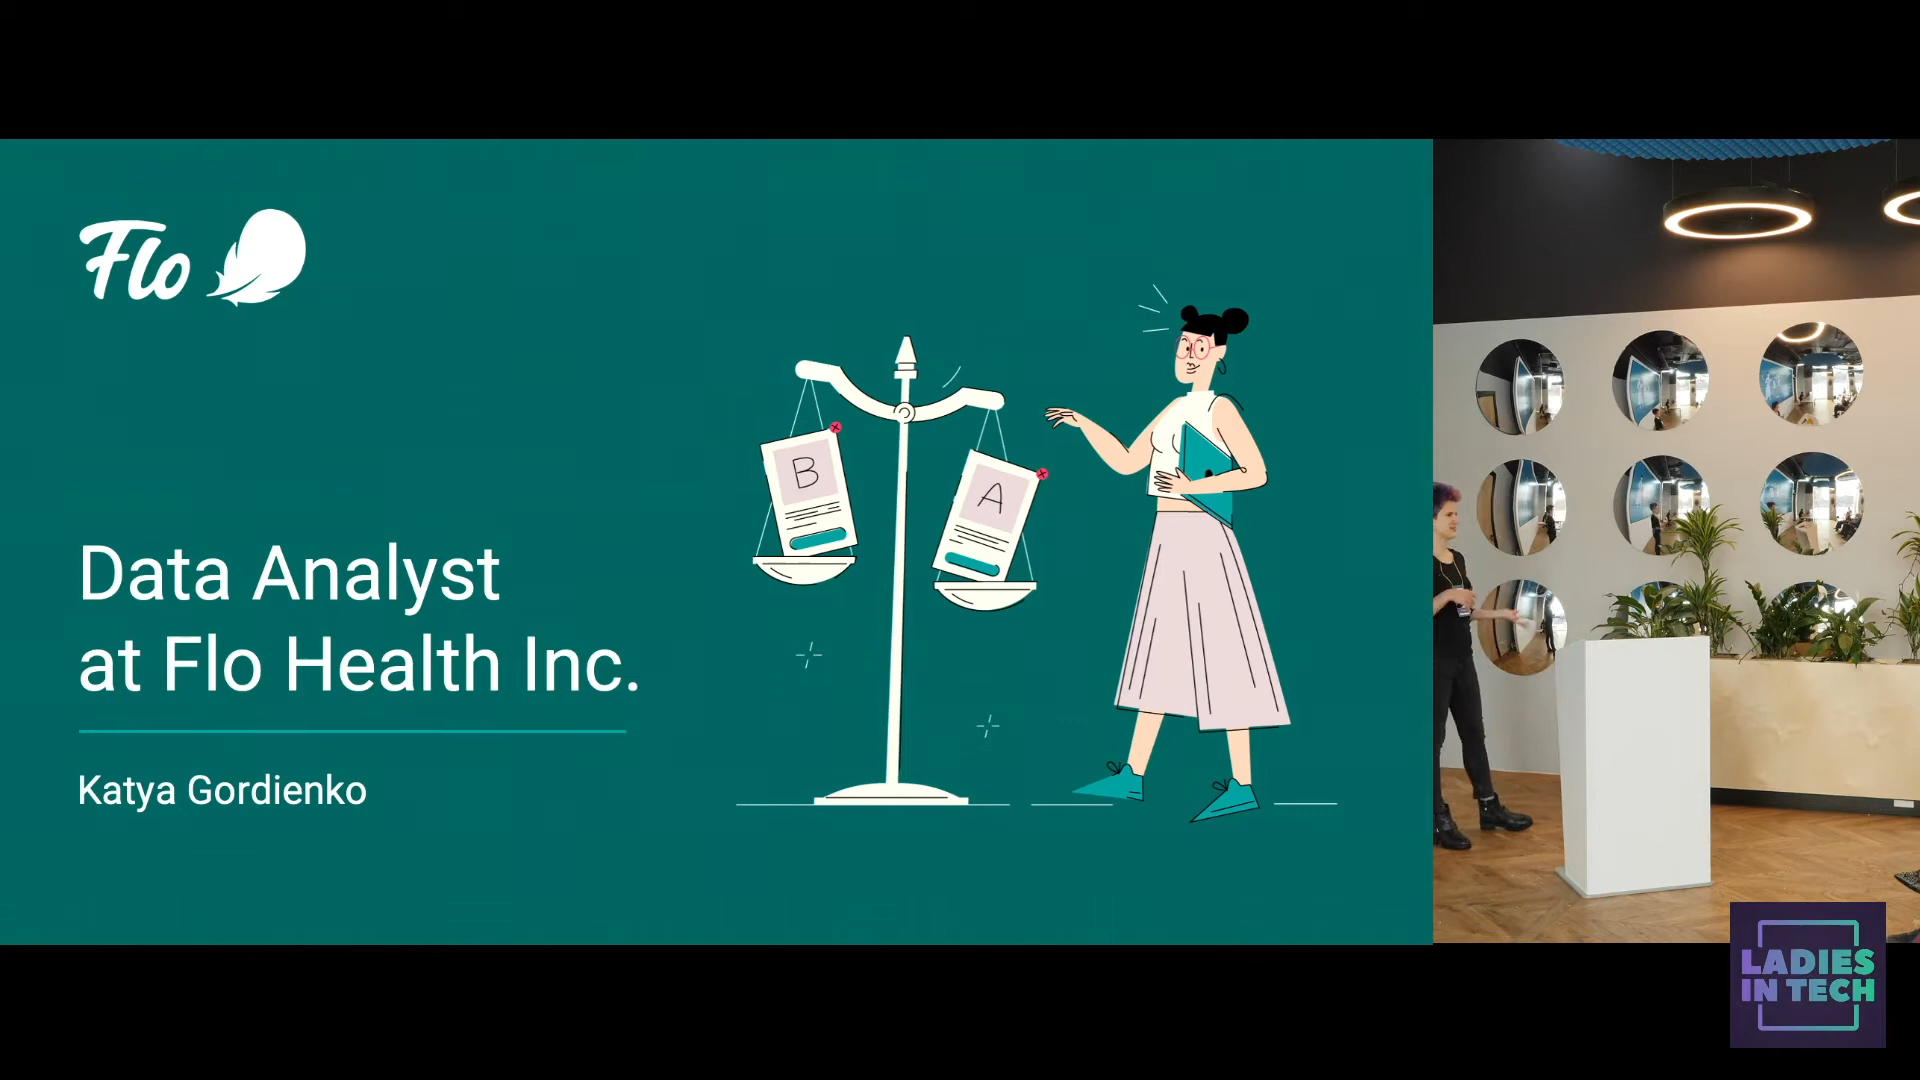 Flo
Data Analyst
at Flo Health Inc.
Katya Gordienko
B
A
LADIES
IN TECH